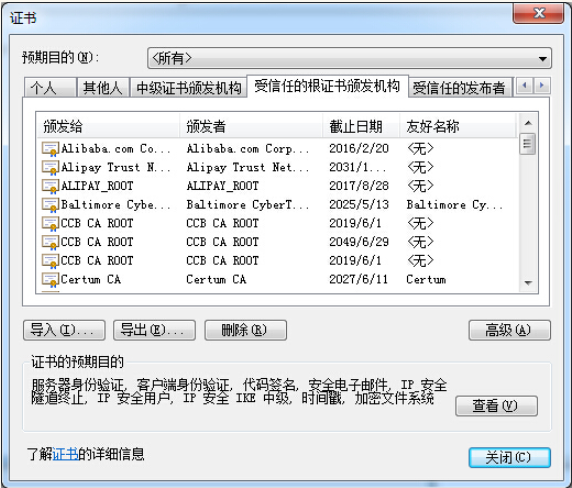 证书
预期目的(N): <所有>
个人 其他人 中级证书颁发机构 受信任的根证书颁发机构 受信任的发布者
颁发给 颁发者 截止日期 友好名称
Alibaba.com Co... Alibaba.com Corp... 2016/2/20 <无>
Alipay Trust N... Alipay Trust Net... 2031/1... <无>
ALIPAY_ROOT ALIPAY_ROOT 2017/8/28 <无>
Baltimore Cybe... Baltimore CyberT... 2025/5/13 Baltimore Cy...
CCB CA ROOT CCB CA ROOT 2019/6/1 <无>
CCB CA ROOT CCB CA ROOT 2049/6/29 <无>
CCB CA ROOT CCB CA ROOT 2019/6/1 <无>
Certum CA Certum CA 2027/6/11 Certum
导入(I)... 导出(E)... 删除(R) 高级(A)
证书的预期目的
服务器身份验证, 客户端身份验证, 代码签名, 安全电子邮件, IP 安全
隧道终止, IP 安全用户, IP 安全 IKE 中级, 时间戳, 加密文件系统
查看(V)
了解证书的详细信息
关闭(C)